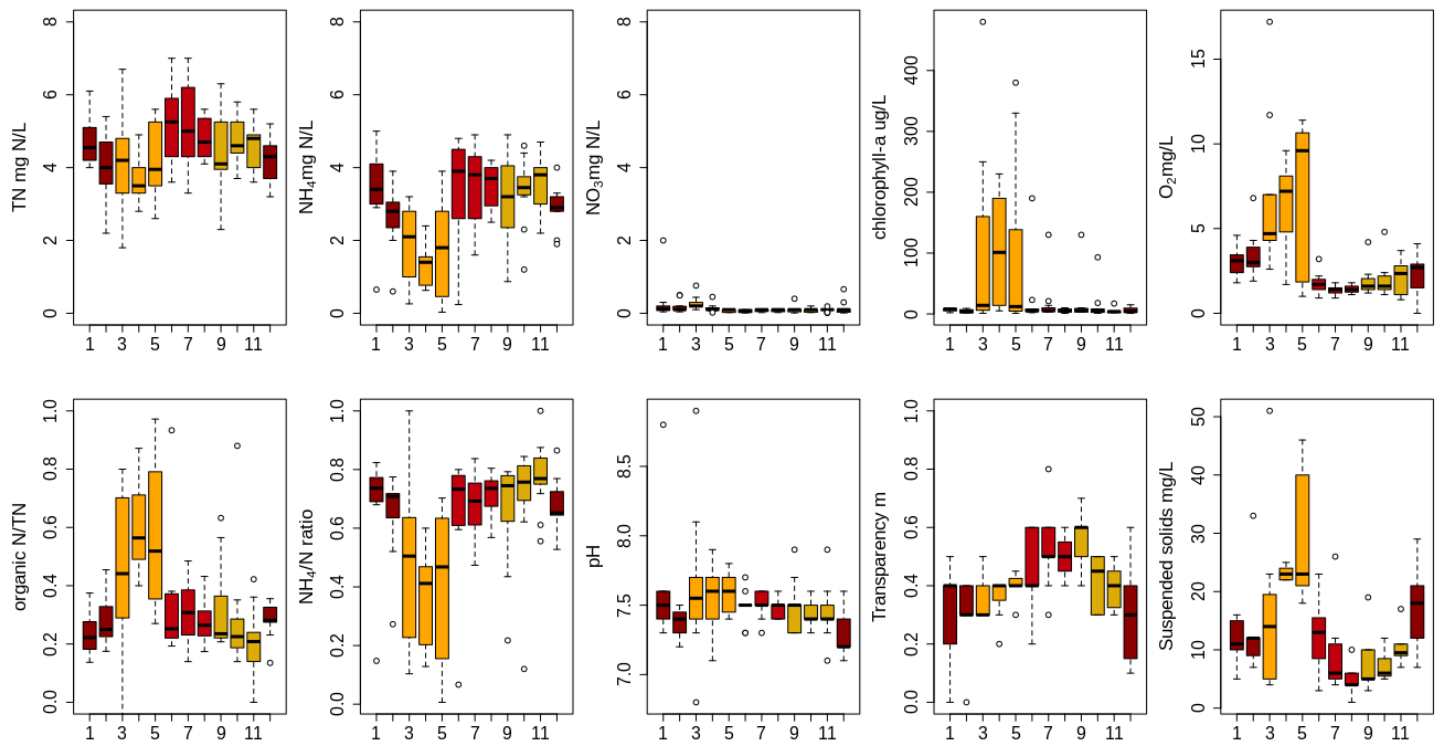 TN mg N/L
0 2 4 6 8
1 3 5 7 9 11
NH₄mg N/L
0 2 4 6 8
1 3 5 7 9 11
NO₃mg N/L
0 2 4 6 8
1 3 5 7 9 11
chlorophyll-a ug/L
0 100 200 300 400
1 3 5 7 9 11
O₂mg/L
0 5 10 15
1 3 5 7 9 11
organic N/TN
0.0 0.2 0.4 0.6 0.8 1.0
1 3 5 7 9 11
NH₄/N ratio
0.0 0.2 0.4 0.6 0.8 1.0
1 3 5 7 9 11
pH
7.0 7.5 8.0 8.5
1 3 5 7 9 11
Transparency m
0.0 0.2 0.4 0.6 0.8 1.0
1 3 5 7 9 11
Suspended solids mg/L
0 10 20 30 40 50
1 3 5 7 9 11